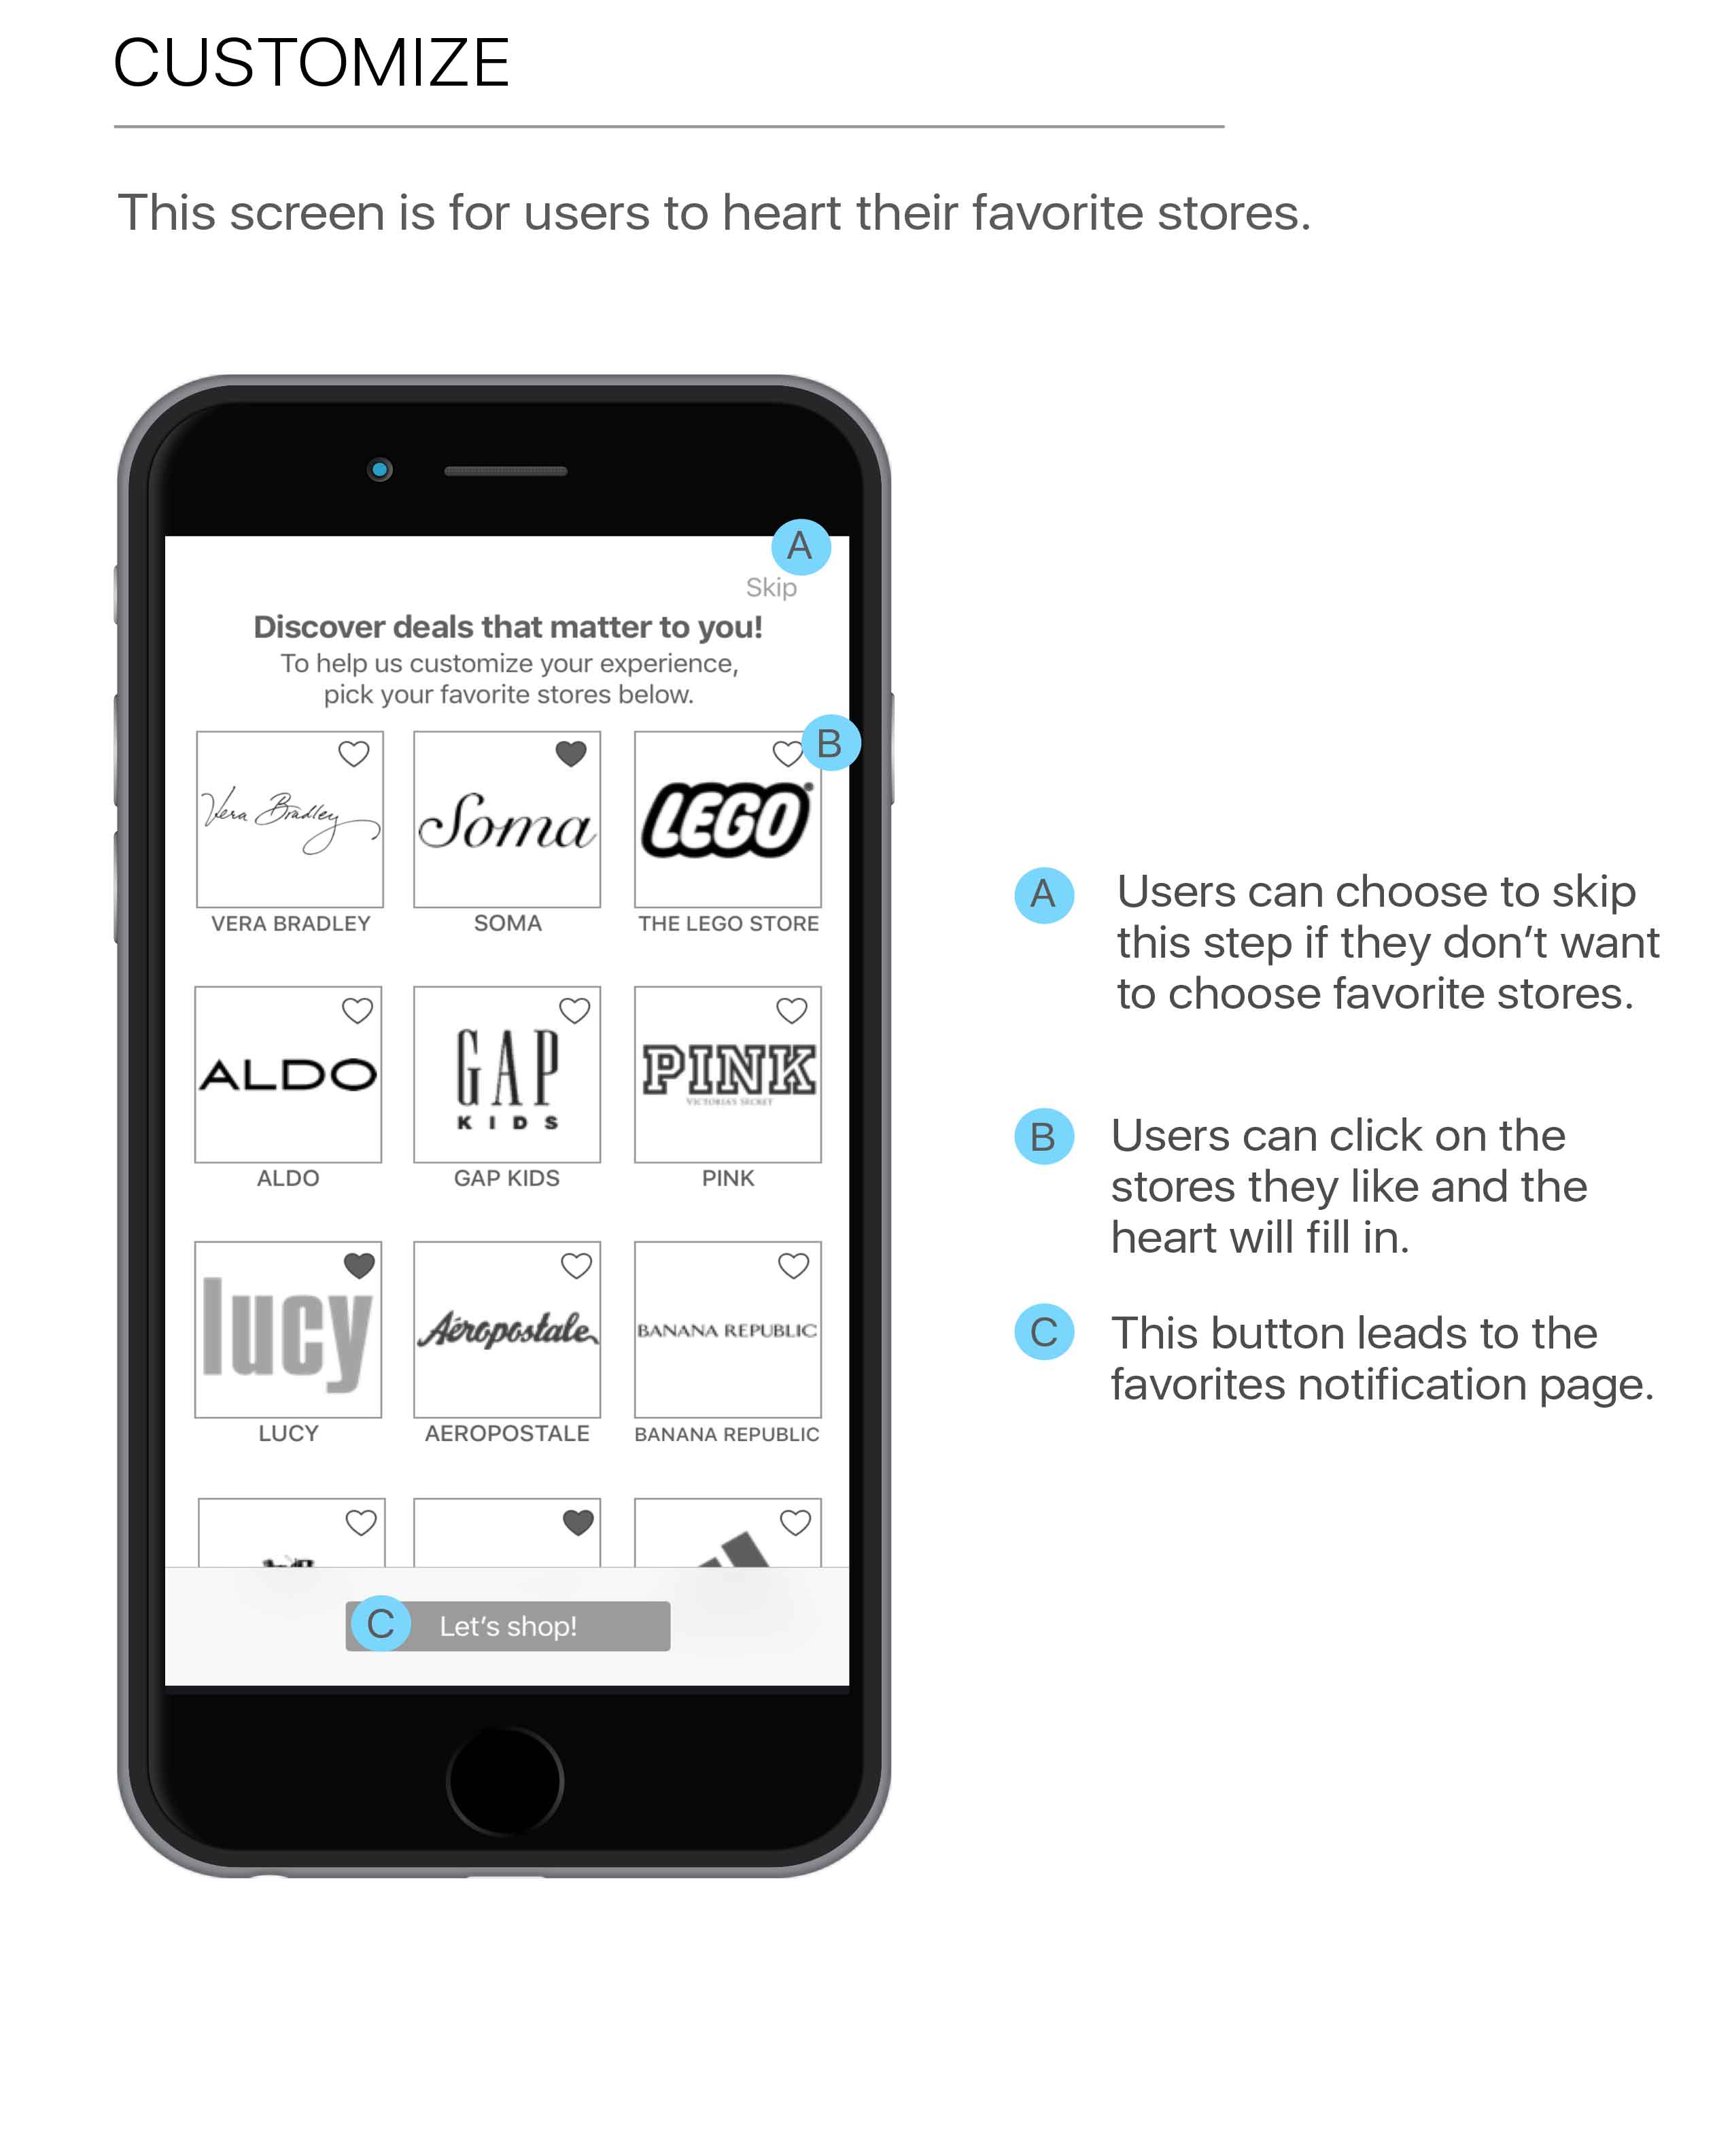 CUSTOMIZE
This screen is for users to heart their favorite stores.
A
Skip
Discover deals that matter to you!
To help us customize your experience,
pick your favorite stores below.
B
Vera Bradley
Soma
LEGO®
VERA BRADLEY
SOMA
THE LEGO STORE
ALDO
GAP
KIDS
PINK
VICTORIA'S SECRET
ALDO
GAP KIDS
PINK
lucy
Aéropostale
BANANA REPUBLIC
LUCY
AEROPOSTALE
BANANA REPUBLIC
C
Let's shop!
A
Users can choose to skip
this step if they don't want
to choose favorite stores.
B
Users can click on the
stores they like and the
heart will fill in.
C
This button leads to the
favorites notification page.